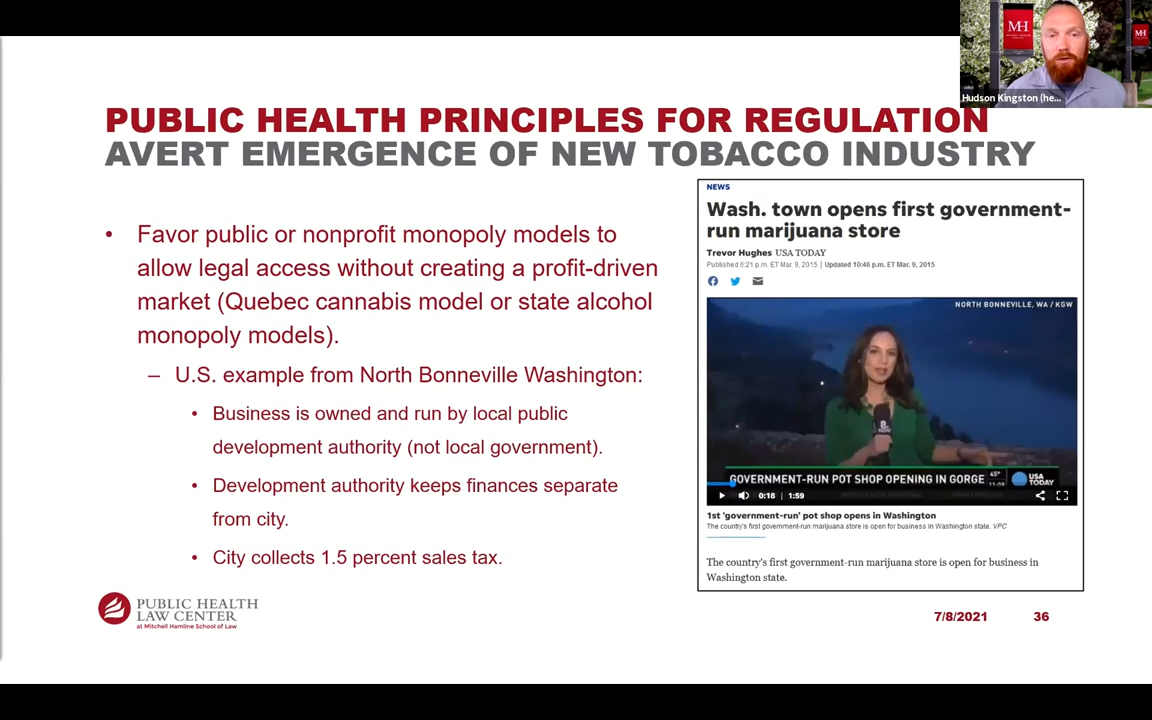 MH
MH
Hudson Kingston (he...
PUBLIC HEALTH PRINCIPLES FOR REGULATION
AVERT EMERGENCE OF NEW TOBACCO INDUSTRY
• Favor public or nonprofit monopoly models to
allow legal access without creating a profit-driven
market (Quebec cannabis model or state alcohol
monopoly models).
– U.S. example from North Bonneville Washington:
• Business is owned and run by local public
development authority (not local government).
• Development authority keeps finances separate
from city.
• City collects 1.5 percent sales tax.
NEWS
Wash. town opens first government-
run marijuana store
Trevor Hughes USA TODAY
Published 6:21 p.m. ET Mar. 9, 2015 | Updated 10:46 p.m. ET Mar. 9, 2015
NORTH BONNEVILLE, WA / KGW
8
GOVERNMENT-RUN POT SHOP OPENING IN GORGE
45°
11:08
USA
TODAY
0:18 | 1:59
1st 'government-run' pot shop opens in Washington
The country's first government-run marijuana store is open for business in Washington state. VPC
The country's first government-run marijuana store is open for business in
Washington state.
PUBLIC HEALTH
LAW CENTER
at Mitchell Hamline School of Law
7/8/2021
36